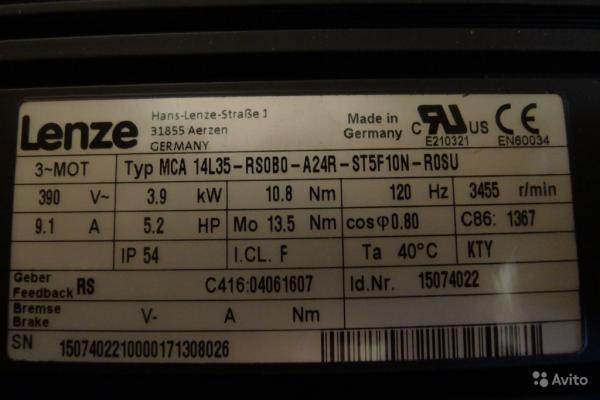 Lenze
Hans-Lenze-Straße 1
31855 Aerzen
GERMANY
Made in
Germany
C RU US
E210321
CE
EN60034
3~MOT Typ MCA 14L35-RS0B0-A24R-ST5F10N-R0SU
390 V~ 3.9 kW 10.8 Nm 120 Hz 3455 r/min
9.1 A 5.2 HP Mo 13.5 Nm cosφ0.80 C86: 1367
IP 54 I.CL. F Ta 40°C KTY
Geber
Feedback RS C416:04061607 Id.Nr. 15074022
Bremse
Brake V- A Nm
SN 1507402210000171308026
Avito